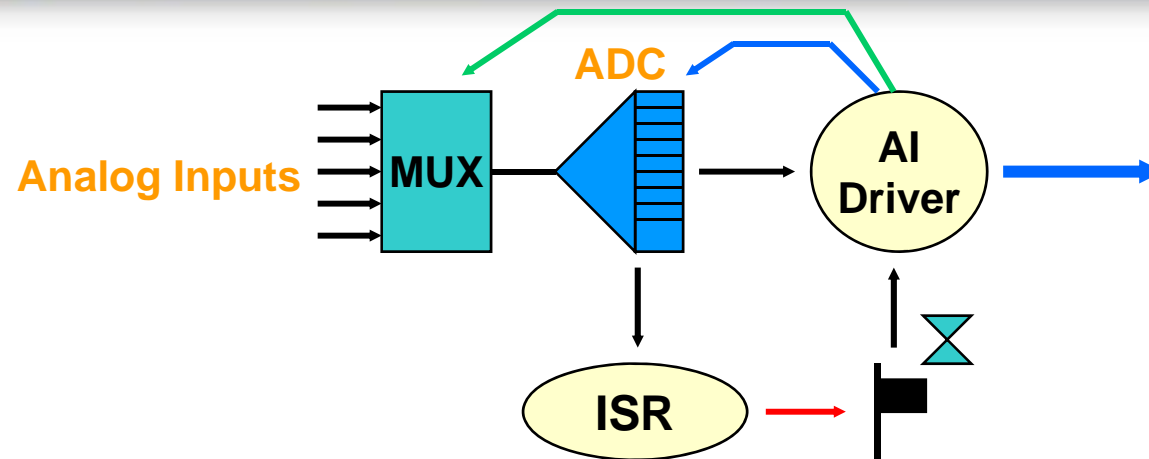 ADC
Analog Inputs
MUX
AI
Driver
ISR